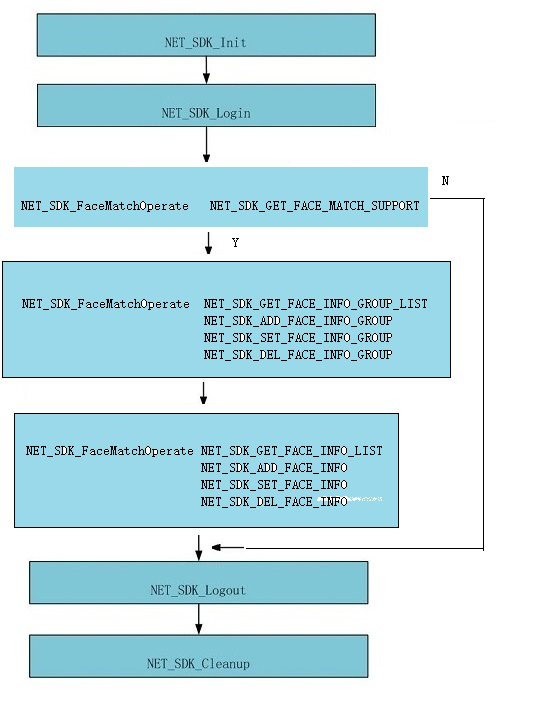 NET_SDK_Init
NET_SDK_Login
N
NET_SDK_FaceMatchOperate NET_SDK_GET_FACE_MATCH_SUPPORT
Y
NET_SDK_FaceMatchOperate NET_SDK_GET_FACE_INFO_GROUP_LIST
NET_SDK_ADD_FACE_INFO_GROUP
NET_SDK_SET_FACE_INFO_GROUP
NET_SDK_DEL_FACE_INFO_GROUP
NET_SDK_FaceMatchOperate NET_SDK_GET_FACE_INFO_LIST
NET_SDK_ADD_FACE_INFO
NET_SDK_SET_FACE_INFO
NET_SDK_DEL_FACE_INFO
NET_SDK_Logout
NET_SDK_Cleanup